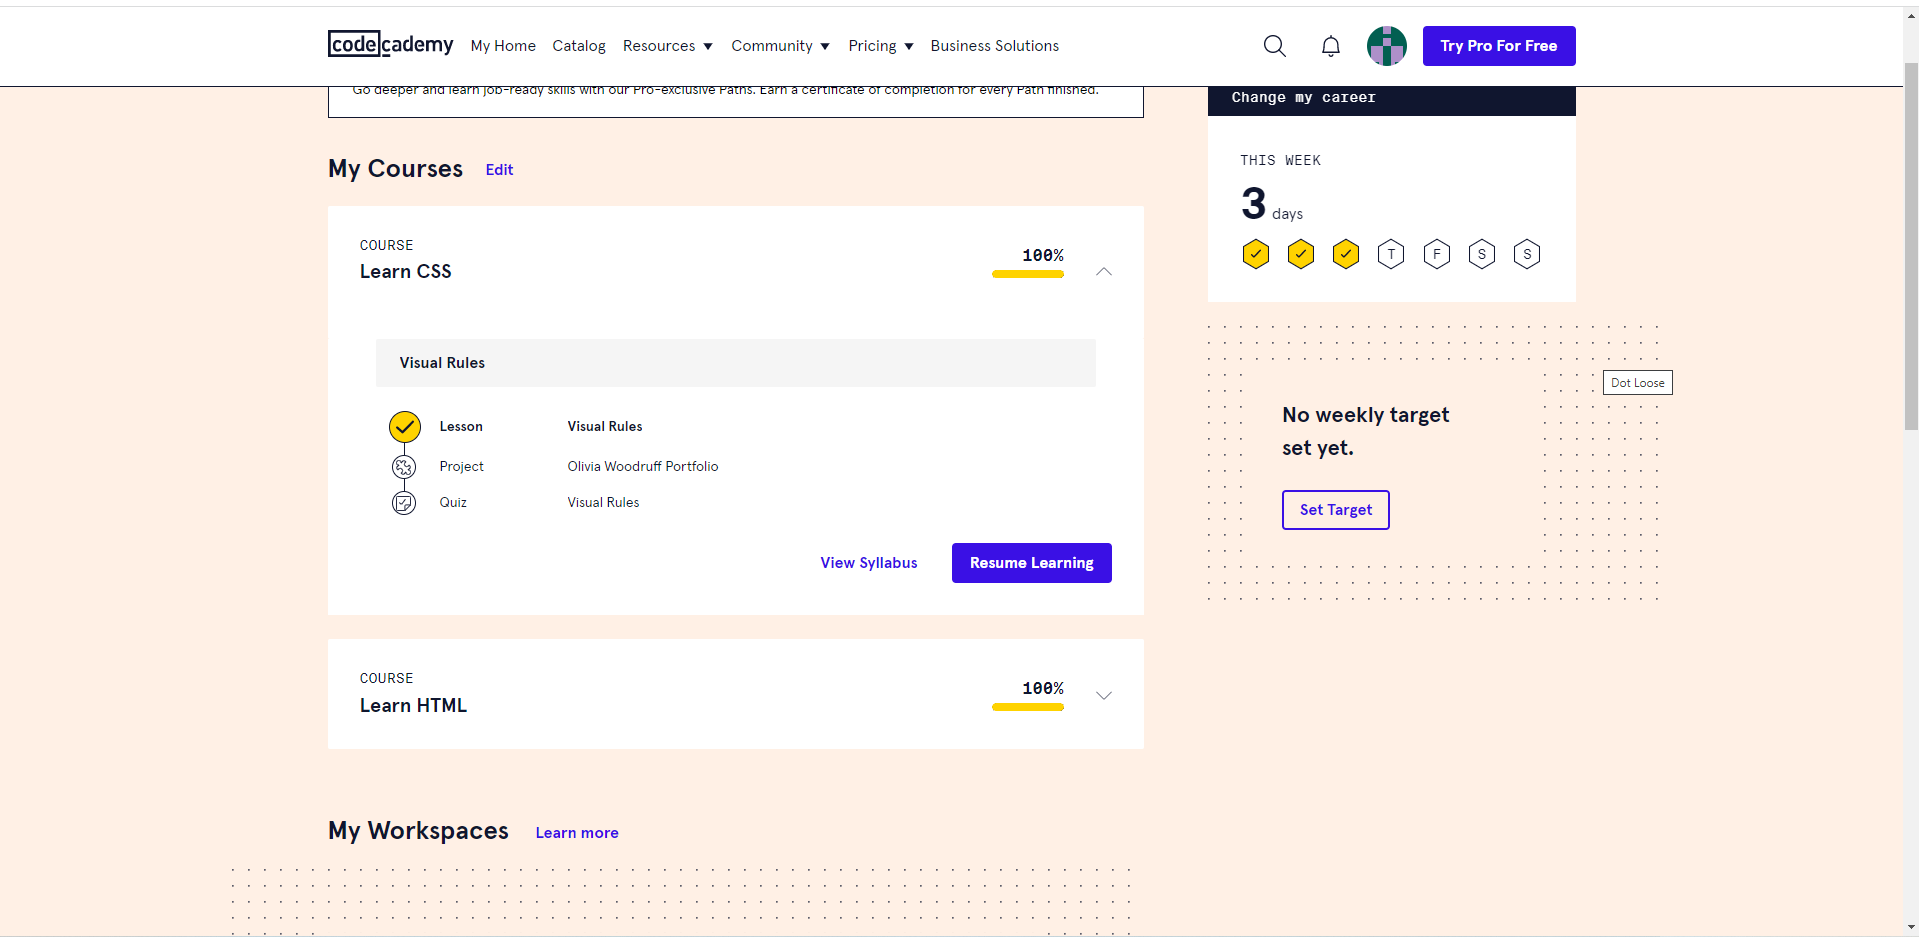 codecademy My Home Catalog Resources Community Pricing Business Solutions Try Pro For Free
Go deeper and learn job-ready skills with our Pro-exclusive Paths. Earn a certificate of completion for every Path finished.
Change my career
My Courses Edit
THIS WEEK
3 days
T F S S
COURSE
Learn CSS
100%
Visual Rules
Lesson Visual Rules
Project Olivia Woodruff Portfolio
Quiz Visual Rules
View Syllabus Resume Learning
Dot Loose
No weekly target
set yet.
Set Target
COURSE
Learn HTML
100%
My Workspaces Learn more